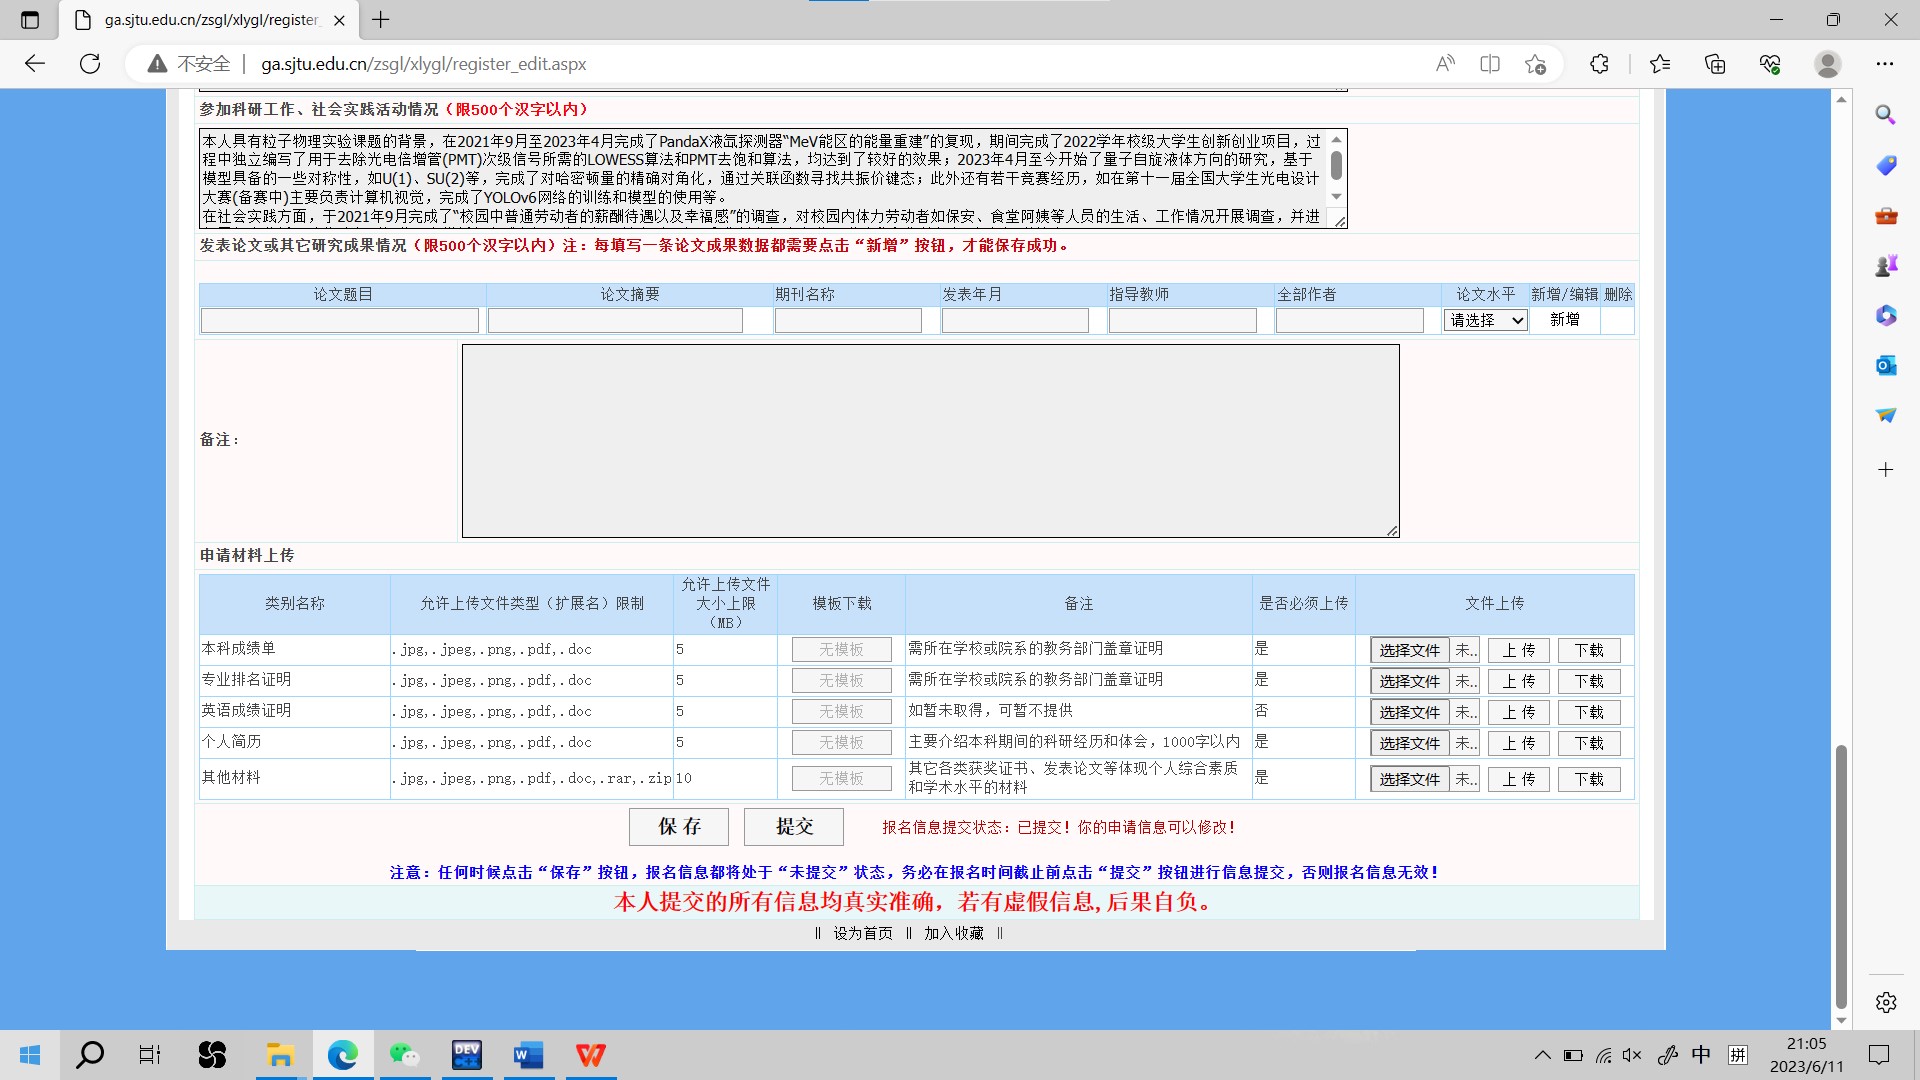 ga.sjtu.edu.cn/zsgl/xlygl/register_
不安全
ga.sjtu.edu.cn/zsgl/xlygl/register_edit.aspx
参加科研工作、社会实践活动情况（限500个汉字以内）
本人具有粒子物理实验课题的背景，在2021年9月至2023年4月完成了PandaX液氙探测器“MeV能区的能量重建”的复现，期间完成了2022学年校级大学生创新创业项目，过
程中独立编写了用于去除光电倍增管(PMT)次级信号所需的LOWESS算法和PMT去饱和算法，均达到了较好的效果；2023年4月至今开始了量子自旋液体方向的研究，基于
模型具备的一些对称性，如U(1)、SU(2)等，完成了对哈密顿量的精确对角化，通过关联函数寻找共振价键态；此外还有若干竞赛经历，如在第十一届全国大学生光电设计
大赛(备赛中)主要负责计算机视觉，完成了YOLOv6网络的训练和模型的使用等。
在社会实践方面，于2021年9月完成了“校园中普通劳动者的薪酬待遇以及幸福感”的调查，对校园内体力劳动者如保安、食堂阿姨等人员的生活、工作情况开展调查，并进
发表论文或其它研究成果情况（限500个汉字以内）注：每填写一条论文成果数据都需要点击“新增”按钮，才能保存成功。
论文题目 论文摘要 期刊名称 发表年月 指导教师 全部作者 论文水平 新增/编辑 删除
请选择 新增
备注：
申请材料上传
类别名称 允许上传文件类型（扩展名）限制 允许上传文件大小上限（MB） 模板下载 备注 是否必须上传 文件上传
本科成绩单 .jpg,.jpeg,.png,.pdf,.doc 5 无模板 需所在学校或院系的教务部门盖章证明 是 选择文件 未.. 上 传 下载
专业排名证明 .jpg,.jpeg,.png,.pdf,.doc 5 无模板 需所在学校或院系的教务部门盖章证明 是 选择文件 未.. 上 传 下载
英语成绩证明 .jpg,.jpeg,.png,.pdf,.doc 5 无模板 如暂未取得，可暂不提供 否 选择文件 未.. 上 传 下载
个人简历 .jpg,.jpeg,.png,.pdf,.doc 5 无模板 主要介绍本科期间的科研经历和体会，1000字以内 是 选择文件 未.. 上 传 下载
其他材料 .jpg,.jpeg,.png,.pdf,.doc,.rar,.zip 10 无模板 其它各类获奖证书、发表论文等体现个人综合素质和学术水平的材料 是 选择文件 未.. 上 传 下载
保 存 提交 报名信息提交状态：已提交！你的申请信息可以修改！
注意：任何时候点击“保存”按钮，报名信息都将处于“未提交”状态，务必在报名时间截止前点击“提交”按钮进行信息提交，否则报名信息无效！
本人提交的所有信息均真实准确，若有虚假信息,后果自负。
‖ 设为首页 ‖ 加入收藏 ‖
DEV
中
拼
21:05
2023/6/11